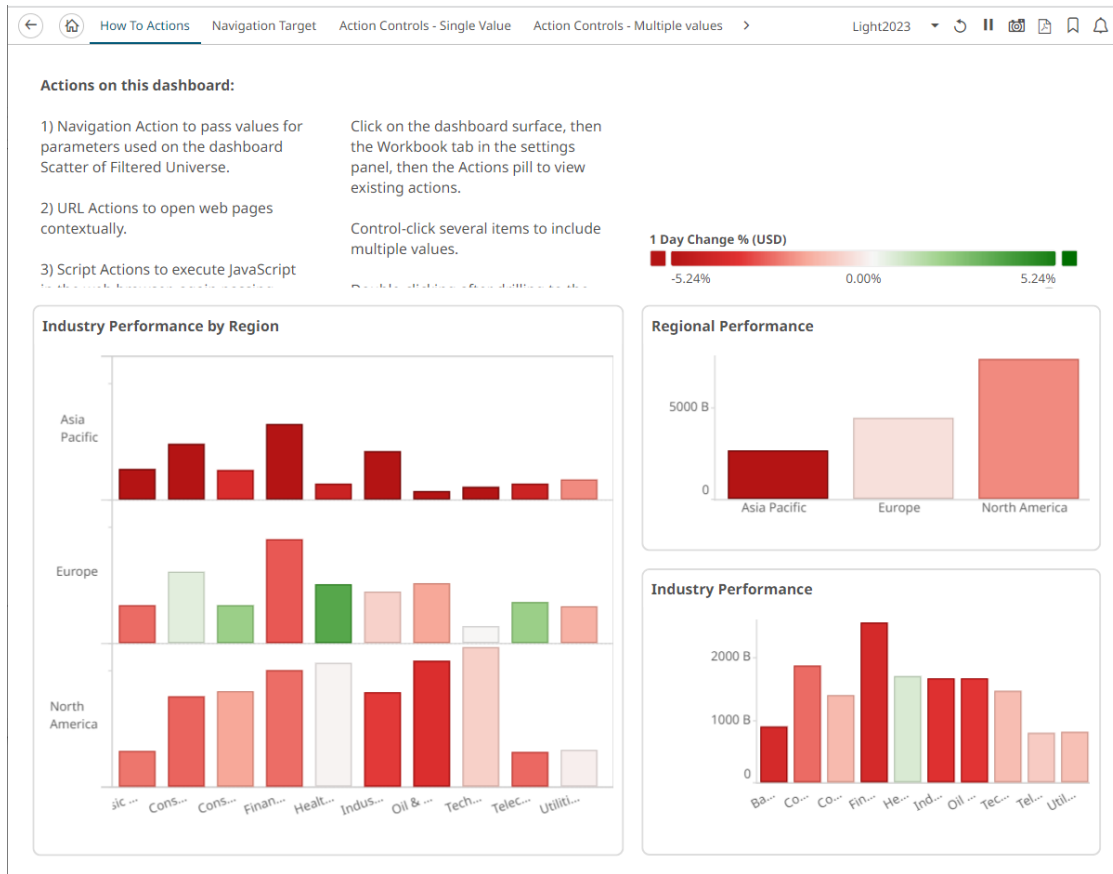 How To Actions
Navigation Target
Action Controls - Single Value
Action Controls - Multiple values
Light2023
Actions on this dashboard:
1) Navigation Action to pass values for
parameters used on the dashboard
Scatter of Filtered Universe.
2) URL Actions to open web pages
contextually.
3) Script Actions to execute JavaScript
Click on the dashboard surface, then
the Workbook tab in the settings
panel, then the Actions pill to view
existing actions.
Control-click several items to include
multiple values.
1 Day Change % (USD)
-5.24%
0.00%
5.24%
Industry Performance by Region
Asia
Pacific
Europe
North
America
sic ...
Cons...
Cons...
Finan...
Healt...
Indus...
Oil & ...
Tech...
Telec...
Utiliti...
Regional Performance
5000 B
0
Asia Pacific
Europe
North America
Industry Performance
2000 B
1000 B
0
Ba...
Co...
Co...
Fin...
He...
Ind...
Oil ...
Tec...
Tel...
Util...